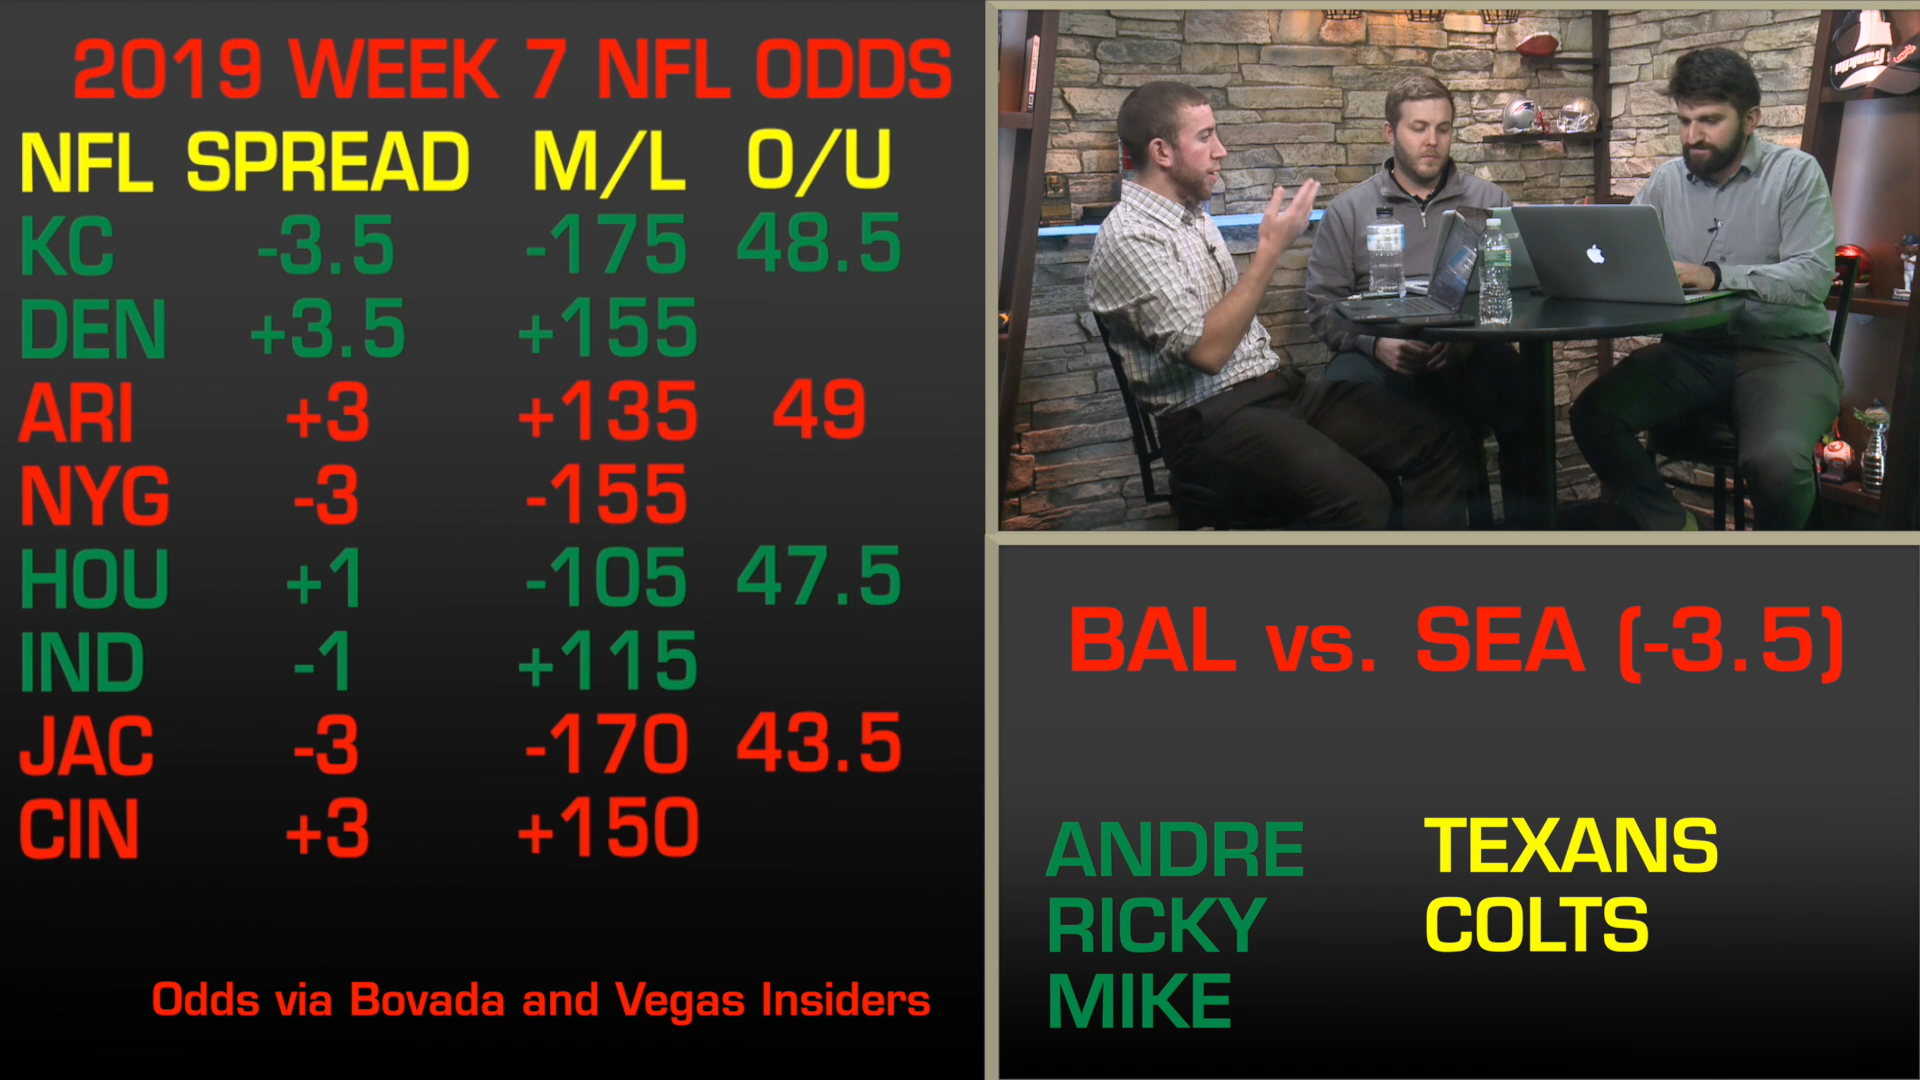 2019 WEEK 7 NFL ODDS
NFL SPREAD M/L O/U
KC -3.5 -175 48.5
DEN +3.5 +155
ARI +3 +135 49
NYG -3 -155
HOU +1 -105 47.5
IND -1 +115
JAC -3 -170 43.5
CIN +3 +150
Odds via Bovada and Vegas Insiders
BAL vs. SEA (-3.5)
ANDRE TEXANS
RICKY COLTS
MIKE